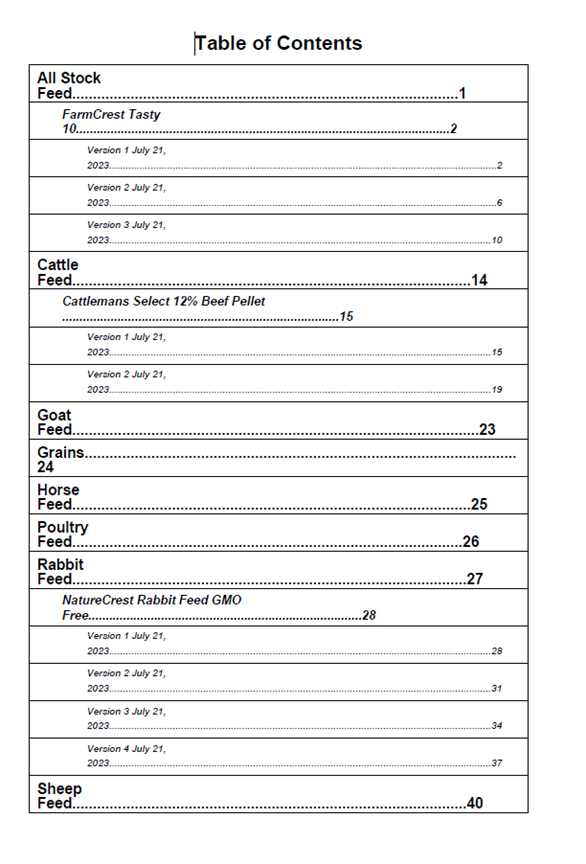 Table of Contents
All Stock
Feed.............................................................................................1
FarmCrest Tasty
10.............................................................................................................2
Version 1 July 21,
2023.....................................................................................................................................2
Version 2 July 21,
2023.....................................................................................................................................6
Version 3 July 21,
2023...................................................................................................................................10
Cattle
Feed................................................................................................14
Cattlemans Select 12% Beef Pellet
................................................................................15
Version 1 July 21,
2023...................................................................................................................................15
Version 2 July 21,
2023...................................................................................................................................19
Goat
Feed..................................................................................................23
Grains........................................................................................................
24
Horse
Feed................................................................................................25
Poultry
Feed..............................................................................................26
Rabbit
Feed...............................................................................................27
NatureCrest Rabbit Feed GMO
Free...............................................................................28
Version 1 July 21,
2023...................................................................................................................................28
Version 2 July 21,
2023...................................................................................................................................31
Version 3 July 21,
2023...................................................................................................................................34
Version 4 July 21,
2023...................................................................................................................................37
Sheep
Feed...............................................................................................40